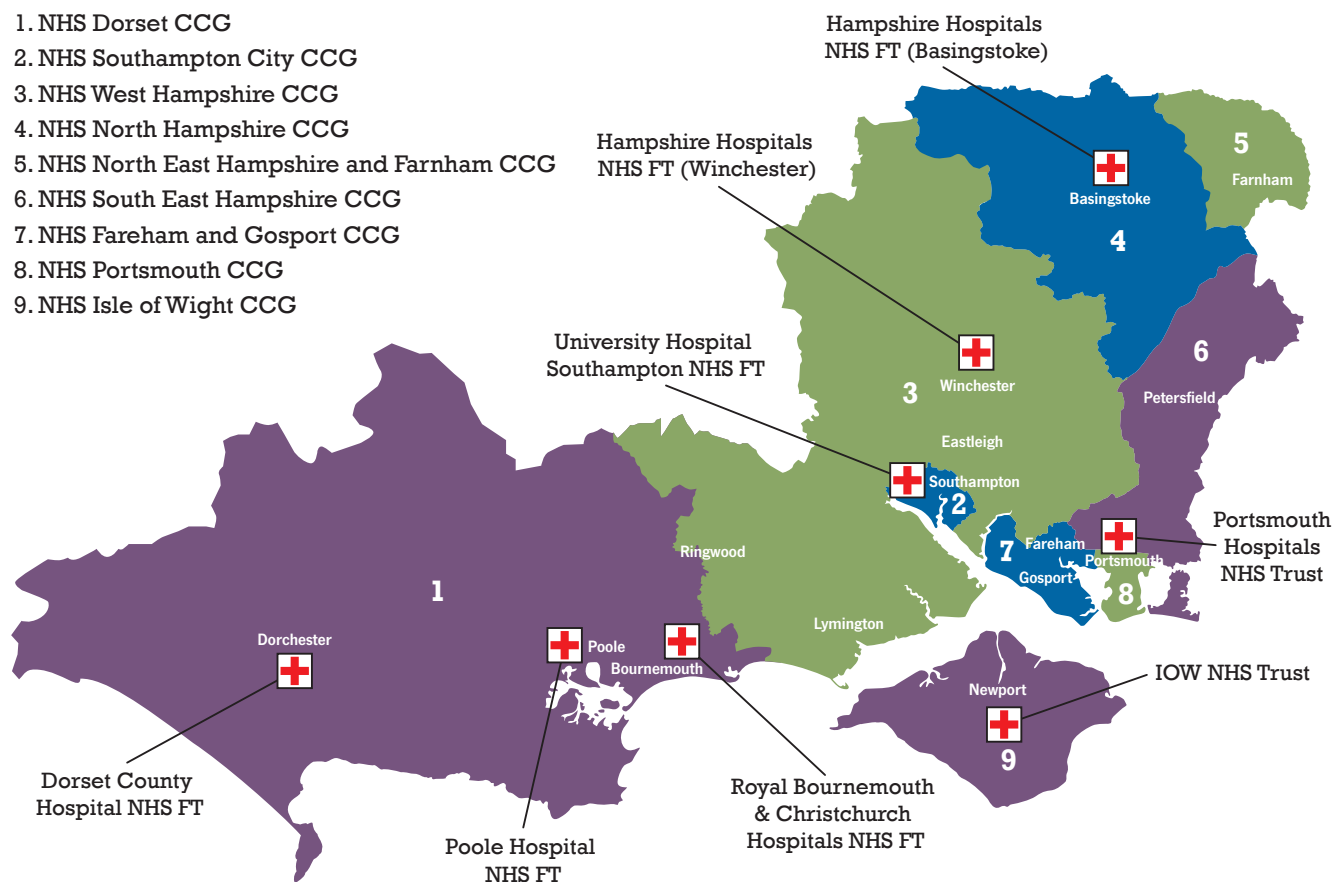 1. NHS Dorset CCG
2. NHS Southampton City CCG
3. NHS West Hampshire CCG
4. NHS North Hampshire CCG
5. NHS North East Hampshire and Farnham CCG
6. NHS South East Hampshire CCG
7. NHS Fareham and Gosport CCG
8. NHS Portsmouth CCG
9. NHS Isle of Wight CCG
Hampshire Hospitals
NHS FT (Basingstoke)
Hampshire Hospitals
NHS FT (Winchester)
University Hospital
Southampton NHS FT
5
Farnham
Basingstoke
4
6
Petersfield
3
Winchester
Eastleigh
Southampton
2
7
Fareham
Gosport
Portsmouth
8
Portsmouth
Hospitals
NHS Trust
Ringwood
Lymington
1
Dorchester
Poole
Bournemouth
Newport
9
IOW NHS Trust
Dorset County
Hospital NHS FT
Poole Hospital
NHS FT
Royal Bournemouth
& Christchurch
Hospitals NHS FT